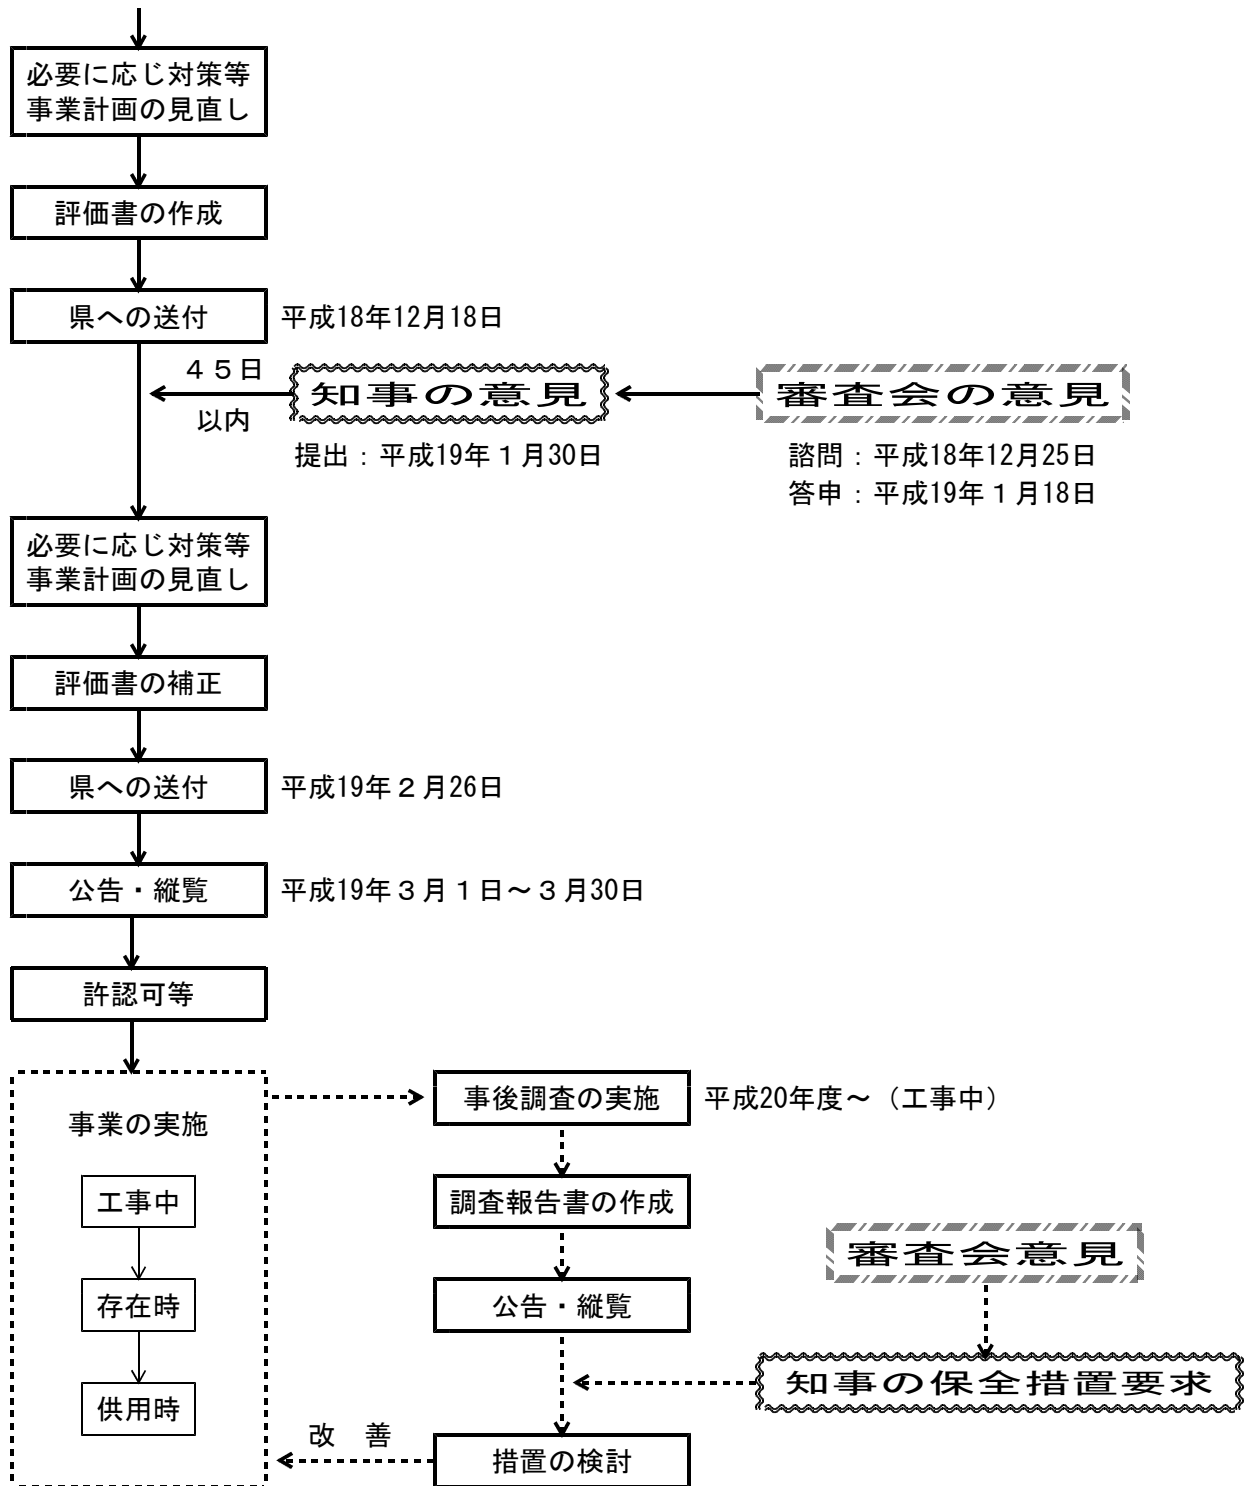 必要に応じ対策等
事業計画の見直し
評価書の作成
県への送付
平成18年12月18日
４５日
以内
知事の意見
審査会の意見
提出：平成19年１月30日
諮問：平成18年12月25日
答申：平成19年１月18日
必要に応じ対策等
事業計画の見直し
評価書の補正
県への送付
平成19年２月26日
公告・縦覧
平成19年３月１日～３月30日
許認可等
事業の実施
工事中
存在時
供用時
事後調査の実施
平成20年度～（工事中）
調査報告書の作成
審査会意見
公告・縦覧
知事の保全措置要求
改　善
措置の検討